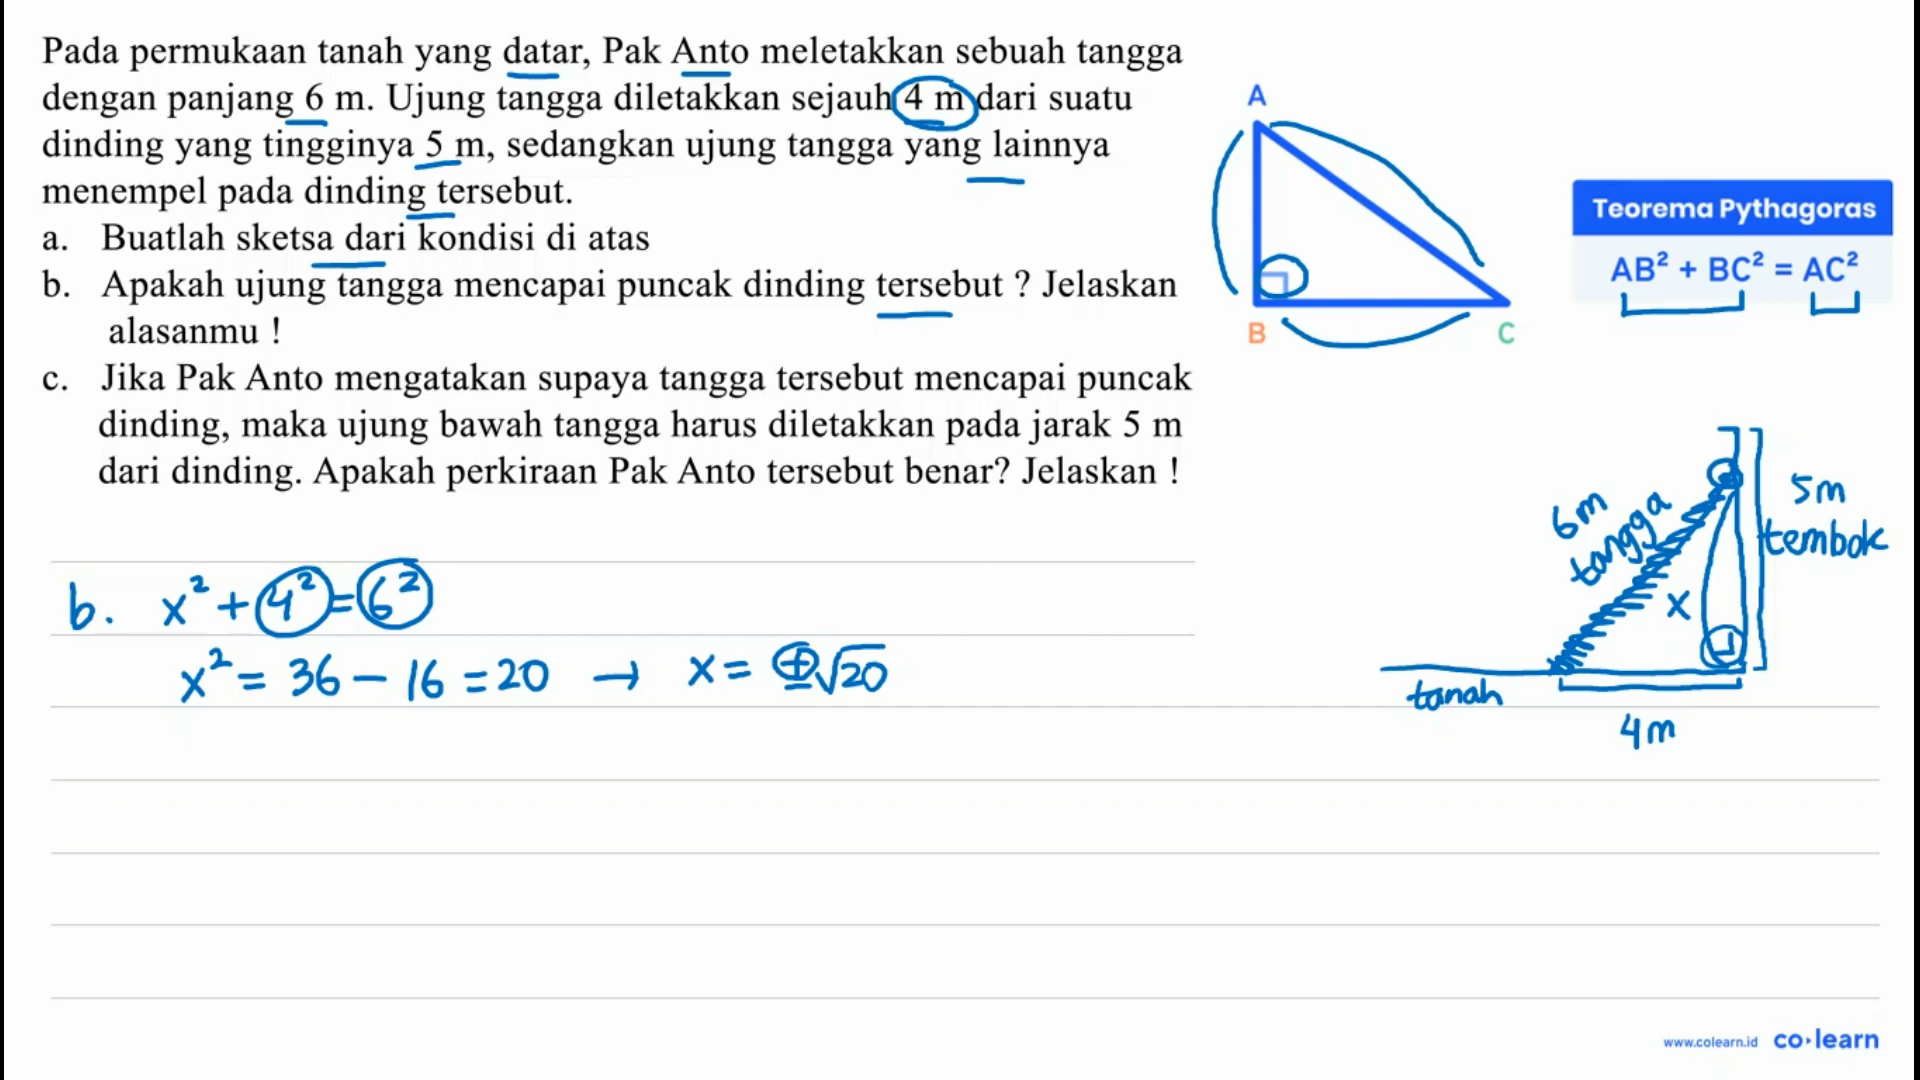 Pada permukaan tanah yang datar, Pak Anto meletakkan sebuah tangga
dengan panjang 6 m. Ujung tangga diletakkan sejauh 4 m dari suatu
dinding yang tingginya 5 m, sedangkan ujung tangga yang lainnya
menempel pada dinding tersebut.
a. Buatlah sketsa dari kondisi di atas
b. Apakah ujung tangga mencapai puncak dinding tersebut ? Jelaskan
alasanmu !
c. Jika Pak Anto mengatakan supaya tangga tersebut mencapai puncak
dinding, maka ujung bawah tangga harus diletakkan pada jarak 5 m
dari dinding. Apakah perkiraan Pak Anto tersebut benar? Jelaskan !
A
B
C
Teorema Pythagoras
AB² + BC² = AC²
6m
tangga
5m
tembok
x
tanah
4m
b. x² + 4² = 6²
x² = 36 - 16 = 20 → x = ±√20
www.colearn.id
co·learn